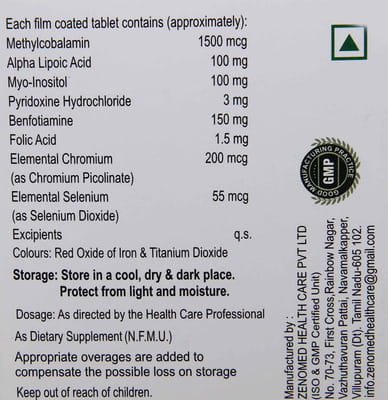 Each film coated tablet contains (approximately):
Methylcobalamin 1500 mcg
Alpha Lipoic Acid 100 mg
Myo-Inositol 100 mg
Pyridoxine Hydrochloride 3 mg
Benfotiamine 150 mg
Folic Acid 1.5 mg
Elemental Chromium 200 mcg
(as Chromium Picolinate)
Elemental Selenium 55 mcg
(as Selenium Dioxide)
Excipients q.s.
Colours: Red Oxide of Iron & Titanium Dioxide
Storage: Store in a cool, dry & dark place.
Protect from light and moisture.
Dosage: As directed by the Health Care Professional
As Dietary Supplement (N.F.M.U.)
Appropriate overages are added to
compensate the possible loss on storage
Keep out of reach of children.
GOOD MANUFACTURING PRACTICE
GMP
Manufactured by :
ZENOMED HEALTH CARE PVT LTD
(ISO & GMP Certified Unit)
No. 70-73, First Cross,Rainbow Nagar,
Vazhuthavuran Pattai, Navamalkapper,
Villupuram (Dt). Tamil Nadu-605 102.
info.zenomedhealthcare@gmail.com